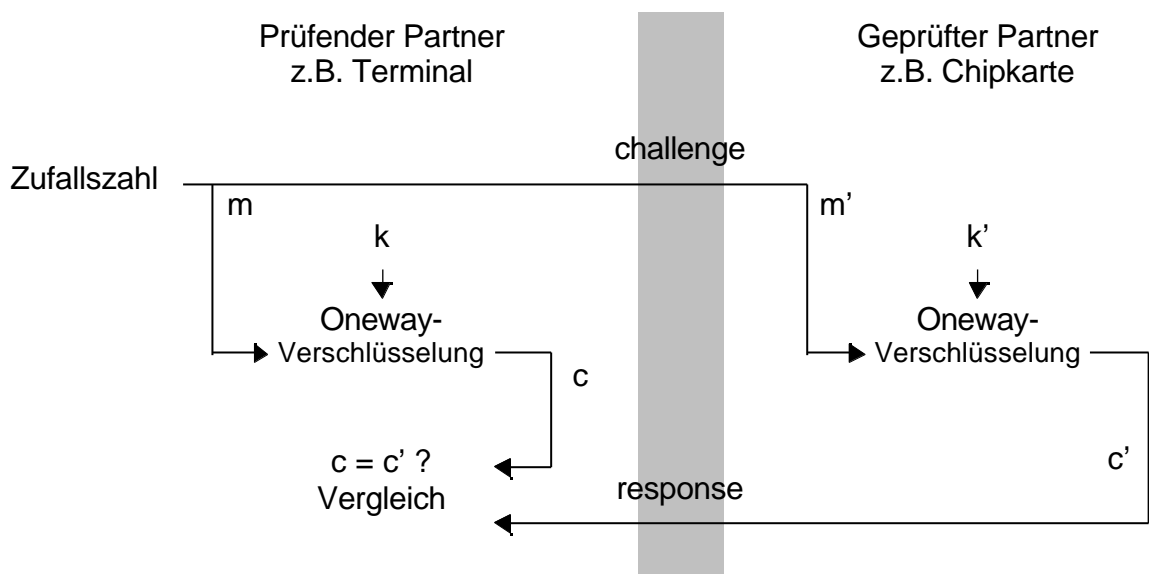 Prüfender Partner
z.B. Terminal
Geprüfter Partner
z.B. Chipkarte
challenge
Zufallszahl
m
m’
k
k’
Oneway-
Verschlüsselung
Oneway-
Verschlüsselung
c
c = c’ ?
Vergleich
c’
response